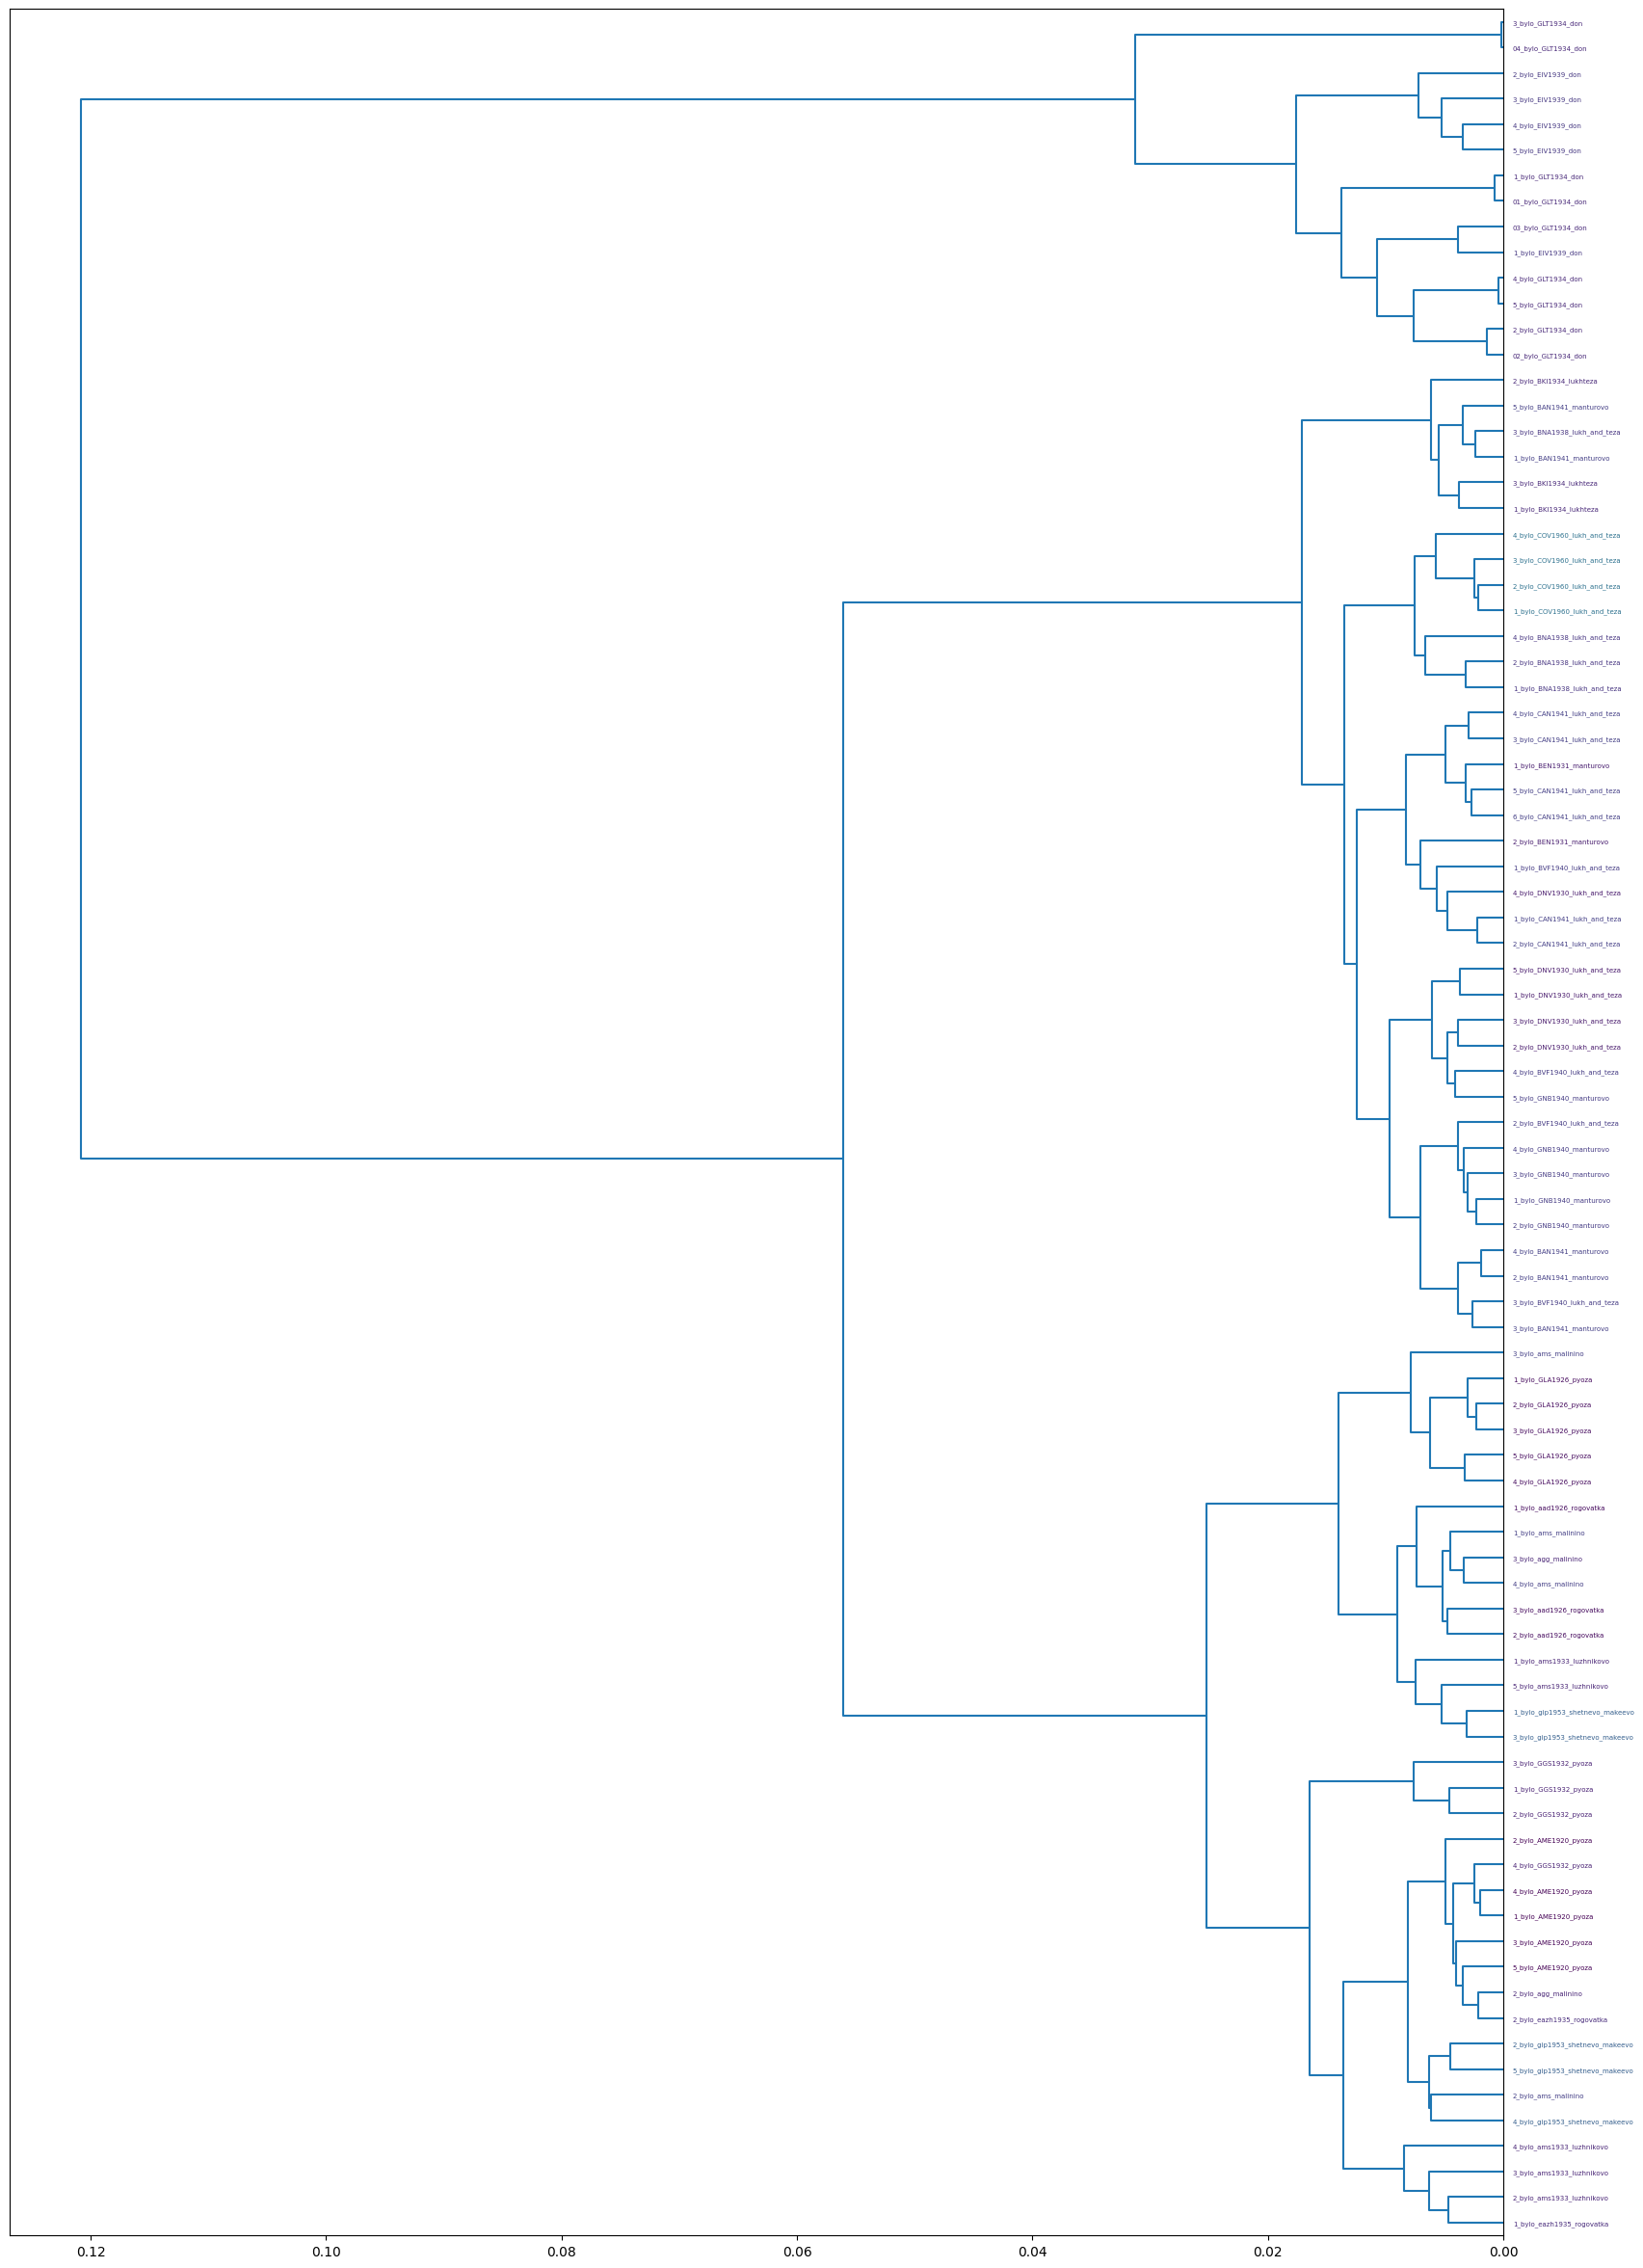 3_bylo_GLT1934_don
04_bylo_GLT1934_don
2_bylo_EIV1939_don
3_bylo_EIV1939_don
4_bylo_EIV1939_don
5_bylo_EIV1939_don
1_bylo_GLT1934_don
01_bylo_GLT1934_don
03_bylo_GLT1934_don
1_bylo_EIV1939_don
4_bylo_GLT1934_don
5_bylo_GLT1934_don
2_bylo_GLT1934_don
02_bylo_GLT1934_don
2_bylo_BKI1934_lukhteza
5_bylo_BAN1941_manturovo
3_bylo_BNA1938_lukh_and_teza
1_bylo_BAN1941_manturovo
3_bylo_BKI1934_lukhteza
1_bylo_BKI1934_lukhteza
4_bylo_COV1960_lukh_and_teza
3_bylo_COV1960_lukh_and_teza
2_bylo_COV1960_lukh_and_teza
1_bylo_COV1960_lukh_and_teza
4_bylo_BNA1938_lukh_and_teza
2_bylo_BNA1938_lukh_and_teza
1_bylo_BNA1938_lukh_and_teza
4_bylo_CAN1941_lukh_and_teza
3_bylo_CAN1941_lukh_and_teza
1_bylo_BEN1931_manturovo
5_bylo_CAN1941_lukh_and_teza
6_bylo_CAN1941_lukh_and_teza
2_bylo_BEN1931_manturovo
1_bylo_BVF1940_lukh_and_teza
4_bylo_DNV1930_lukh_and_teza
1_bylo_CAN1941_lukh_and_teza
2_bylo_CAN1941_lukh_and_teza
5_bylo_DNV1930_lukh_and_teza
1_bylo_DNV1930_lukh_and_teza
3_bylo_DNV1930_lukh_and_teza
2_bylo_DNV1930_lukh_and_teza
4_bylo_BVF1940_lukh_and_teza
5_bylo_GNB1940_manturovo
2_bylo_BVF1940_lukh_and_teza
4_bylo_GNB1940_manturovo
3_bylo_GNB1940_manturovo
1_bylo_GNB1940_manturovo
2_bylo_GNB1940_manturovo
4_bylo_BAN1941_manturovo
2_bylo_BAN1941_manturovo
3_bylo_BVF1940_lukh_and_teza
3_bylo_BAN1941_manturovo
3_bylo_ams_malinino
1_bylo_GLA1926_pyoza
2_bylo_GLA1926_pyoza
3_bylo_GLA1926_pyoza
5_bylo_GLA1926_pyoza
4_bylo_GLA1926_pyoza
1_bylo_aad1926_rogovatka
1_bylo_ams_malinino
3_bylo_agg_malinino
4_bylo_ams_malinino
3_bylo_aad1926_rogovatka
2_bylo_aad1926_rogovatka
1_bylo_ams1933_luzhnikovo
5_bylo_ams1933_luzhnikovo
1_bylo_gip1953_shetnevo_makeevo
3_bylo_gip1953_shetnevo_makeevo
3_bylo_GGS1932_pyoza
1_bylo_GGS1932_pyoza
2_bylo_GGS1932_pyoza
2_bylo_AME1920_pyoza
4_bylo_GGS1932_pyoza
4_bylo_AME1920_pyoza
1_bylo_AME1920_pyoza
3_bylo_AME1920_pyoza
5_bylo_AME1920_pyoza
2_bylo_agg_malinino
2_bylo_eazh1935_rogovatka
2_bylo_gip1953_shetnevo_makeevo
5_bylo_gip1953_shetnevo_makeevo
2_bylo_ams_malinino
4_bylo_gip1953_shetnevo_makeevo
4_bylo_ams1933_luzhnikovo
3_bylo_ams1933_luzhnikovo
2_bylo_ams1933_luzhnikovo
1_bylo_eazh1935_rogovatka
0.12 0.10 0.08 0.06 0.04 0.02 0.00